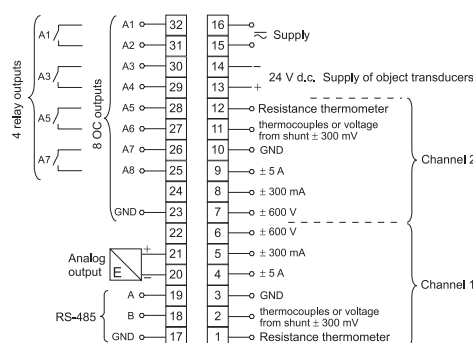 A1 32 16
A1 A2 31 15 Supply
A3 30 14 –
A3 A4 29 13 + 24 V d.c. Supply of object transducers
4 relay outputs
8 OC outputs
A5 A5 28 12 Resistance thermometer
A6 27 11 thermocouples or voltage
from shunt ± 300 mV
A7 A7 26 10 GND
A8 25 9 ± 5 A
24 8 ± 300 mA
GND 23 7 ± 600 V
Channel 2
22 6 ± 600 V
Analog
output E + 21 5 ± 300 mA
– 20 4 ± 5 A
RS-485 A 19 3 GND
B 18 2 thermocouples or voltage
from shunt ± 300 mV
GND 17 1 Resistance thermometer
Channel 1